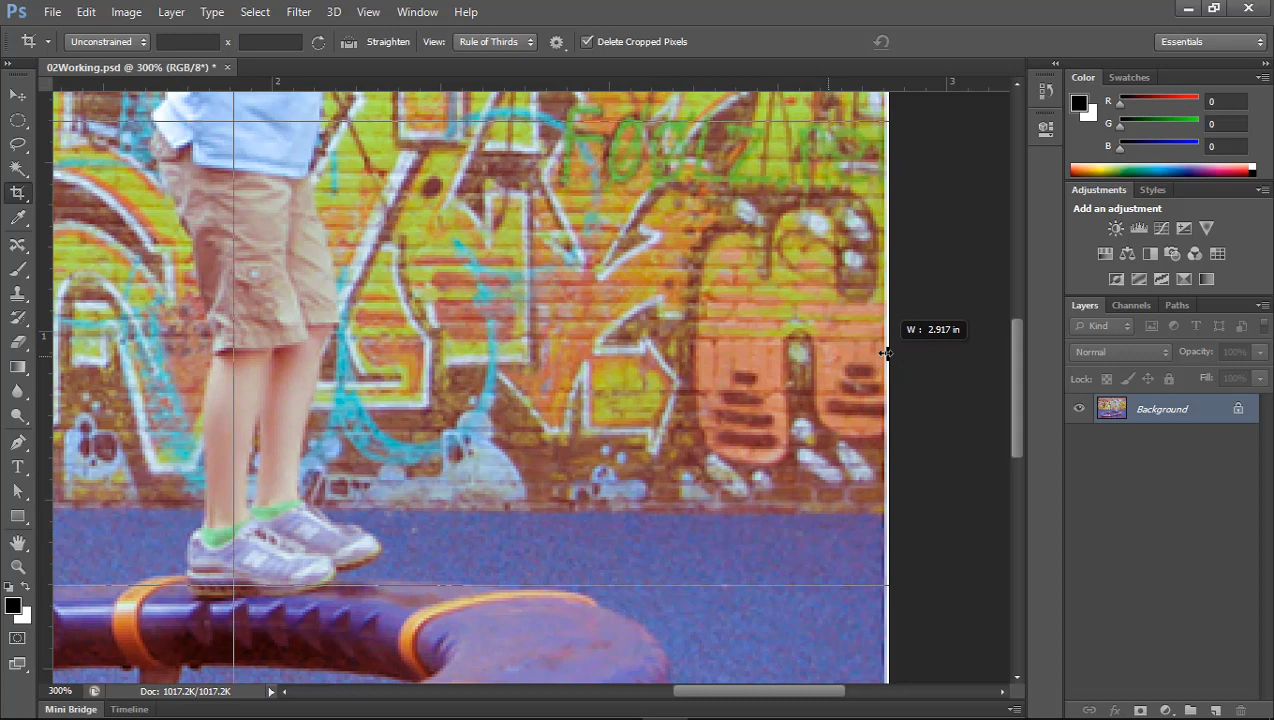 Ps File Edit Image Layer Type Select Filter 3D View Window Help
Unconstrained x Straighten View: Rule of Thirds Delete Cropped Pixels Essentials
02Working.psd @ 300% (RGB/8*) * ×
2 3
1
W : 2.917 in
Color Swatches
R 0
G 0
B 0
Adjustments Styles
Add an adjustment
Layers Channels Paths
Kind
Normal Opacity: 100%
Lock: Fill: 100%
Background
300% Doc: 1017.2K/1017.2K
Mini Bridge Timeline